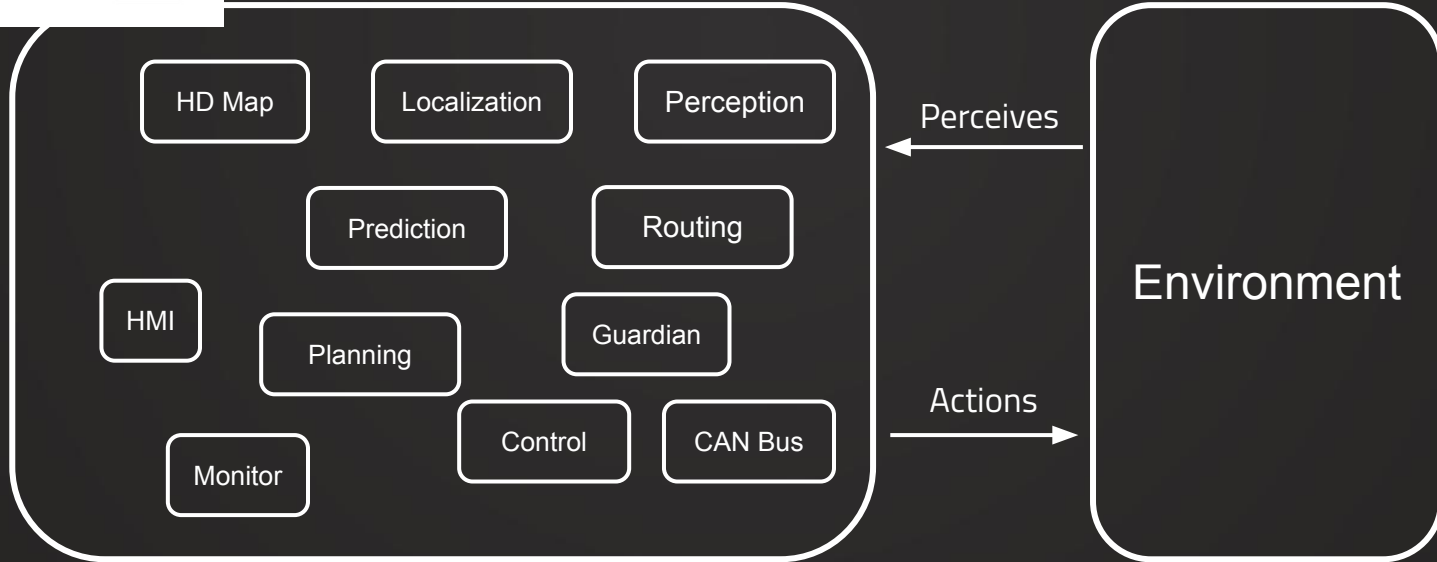 HD Map
Localization
Perception
Perceives
Prediction
Routing
Environment
HMI
Planning
Guardian
Actions
Control
CAN Bus
Monitor